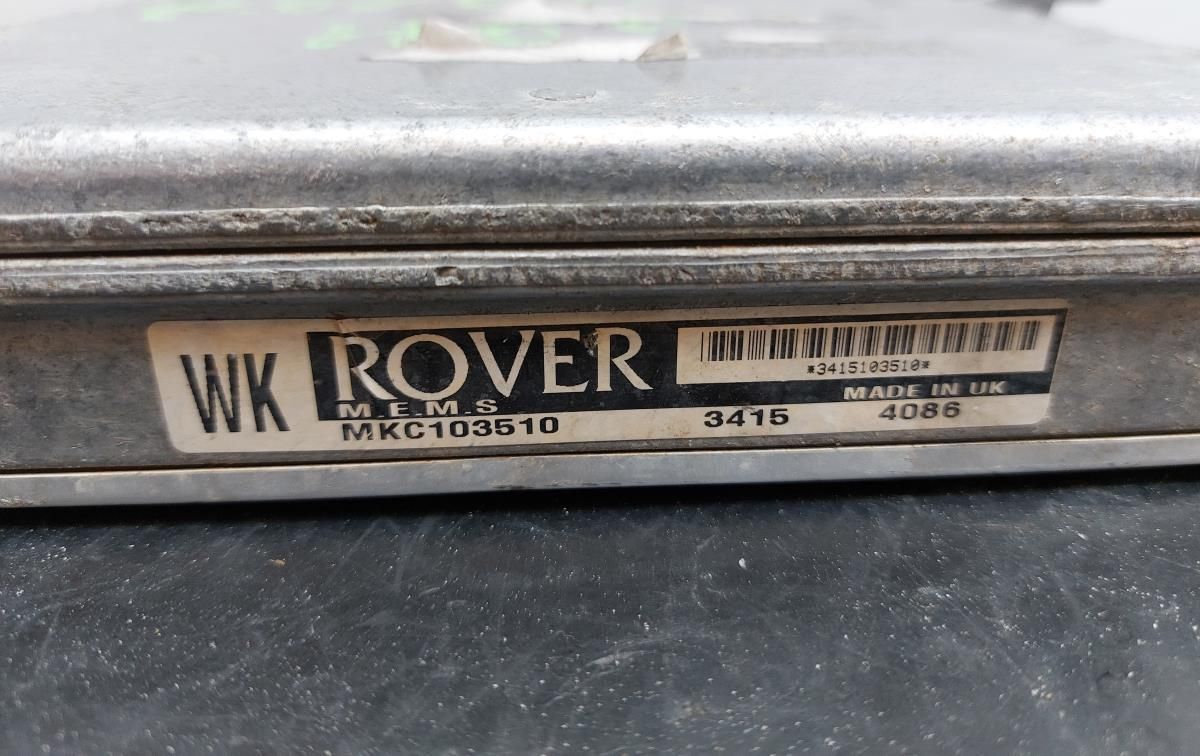 WK
ROVER
M.E.M.S
*3415103510*
MADE IN UK
MKC103510 3415 4086